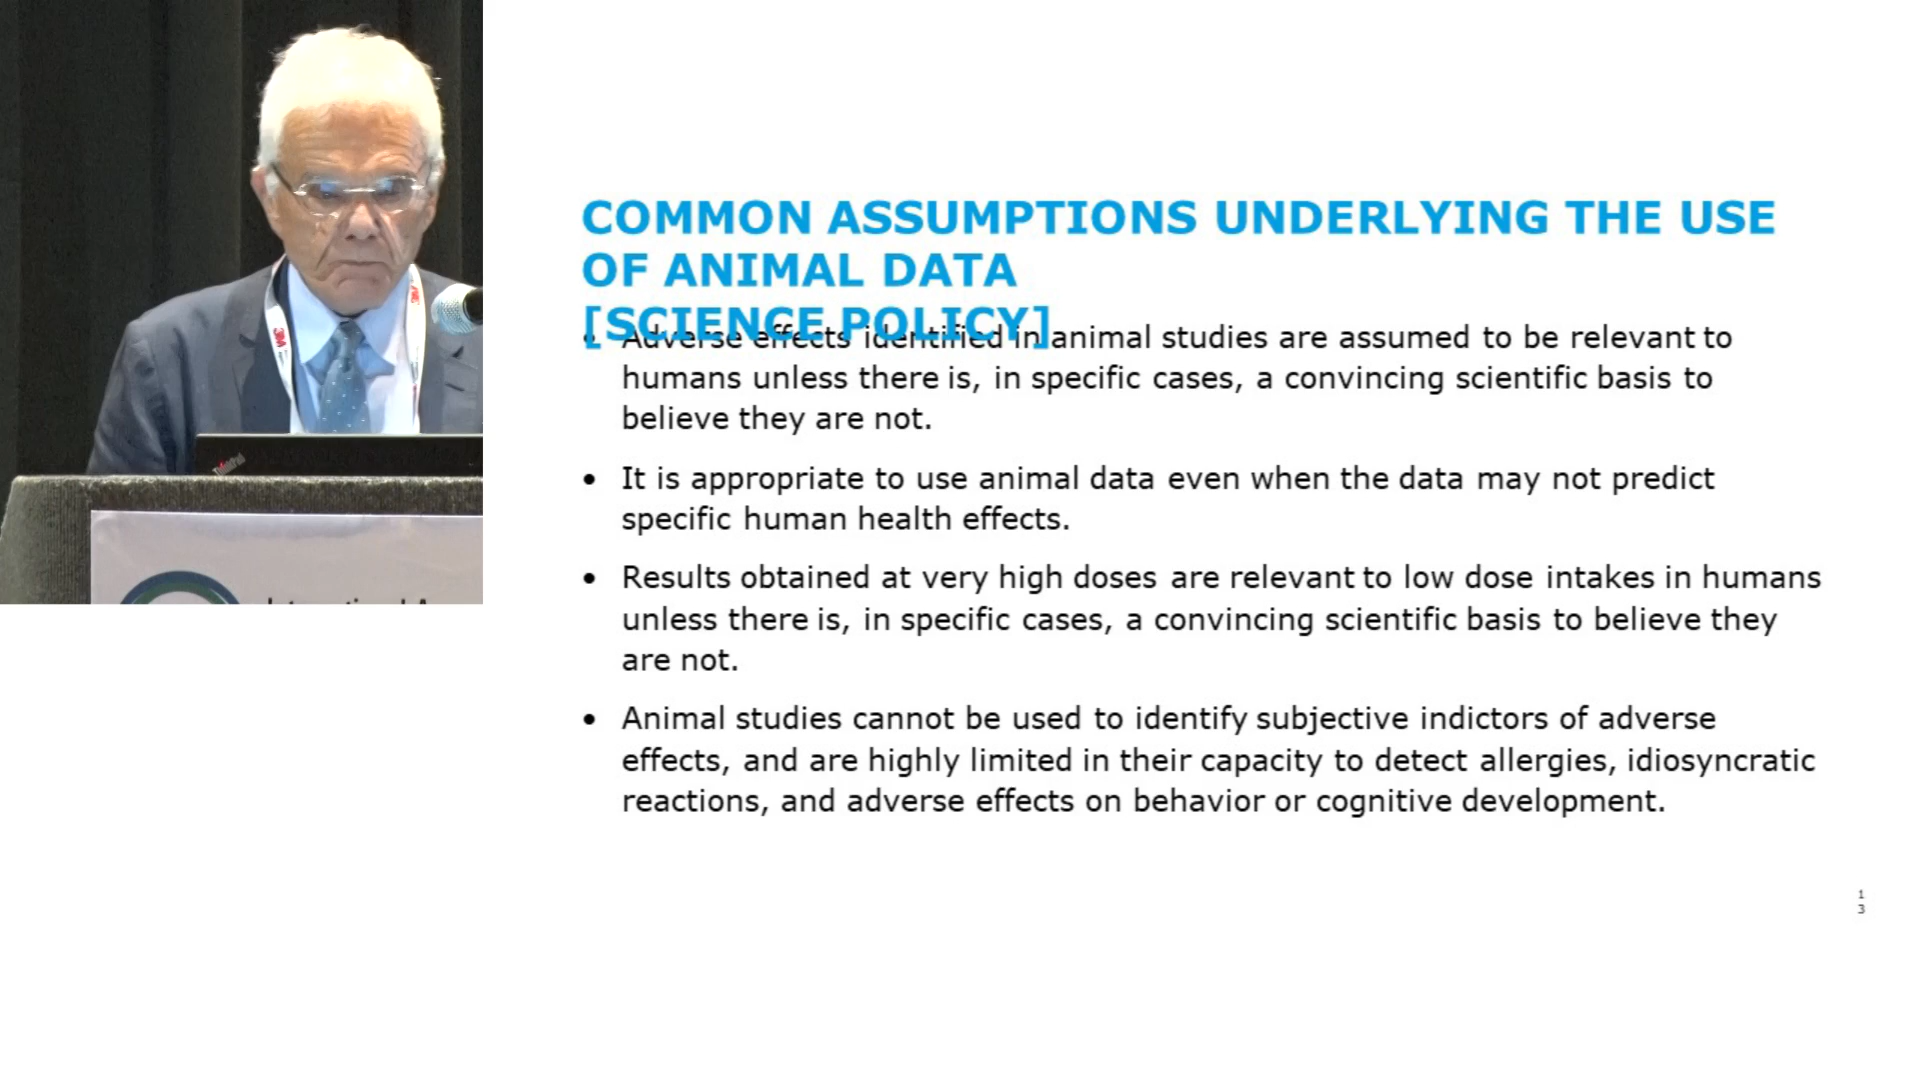 COMMON ASSUMPTIONS UNDERLYING THE USE
OF ANIMAL DATA
[SCIENCE POLICY]
• Adverse effects identified in animal studies are assumed to be relevant to
humans unless there is, in specific cases, a convincing scientific basis to
believe they are not.
• It is appropriate to use animal data even when the data may not predict
specific human health effects.
• Results obtained at very high doses are relevant to low dose intakes in humans
unless there is, in specific cases, a convincing scientific basis to believe they
are not.
• Animal studies cannot be used to identify subjective indictors of adverse
effects, and are highly limited in their capacity to detect allergies, idiosyncratic
reactions, and adverse effects on behavior or cognitive development.
1
3
3M
ThinkPad